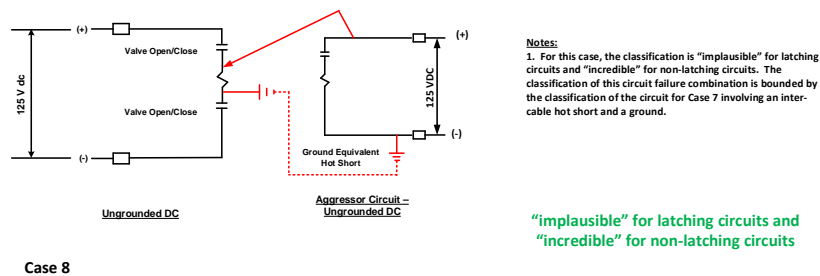 (+)
Valve Open/Close
125 V dc
Valve Open/Close
(-)
Ungrounded DC
(+)
125 VDC
(-)
Ground Equivalent
Hot Short
Aggressor Circuit –
Ungrounded DC
Notes:
1. For this case, the classification is “implausible” for latching
circuits and “incredible” for non-latching circuits. The
classification of this circuit failure combination is bounded by
the classification of the circuit for Case 7 involving an inter-
cable hot short and a ground.
“implausible” for latching circuits and
“incredible” for non-latching circuits
Case 8